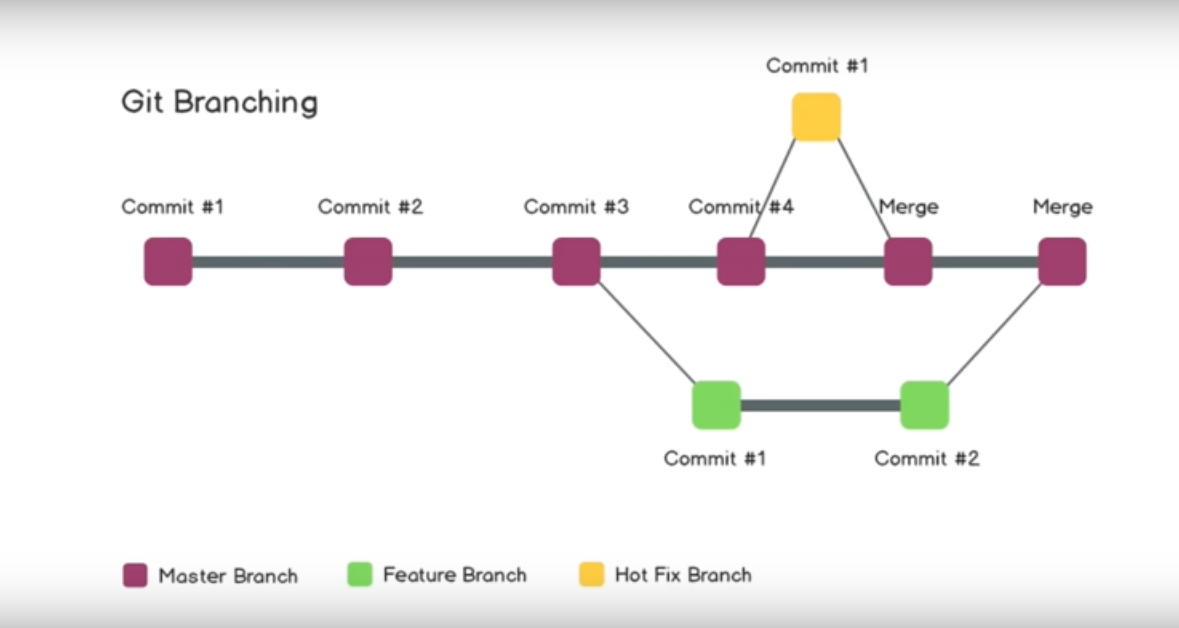 Commit #1
Git Branching
Commit #1
Commit #2
Commit #3
Commit #4
Merge
Merge
Commit #1
Commit #2
Master Branch
Feature Branch
Hot Fix Branch